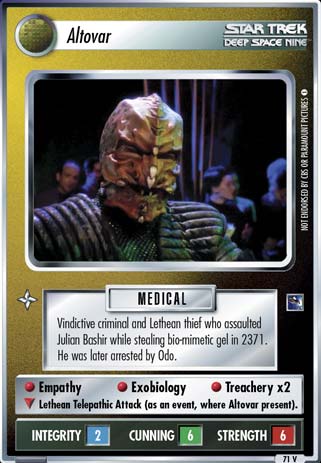 Altovar
STAR TREK
DEEP SPACE NINE
NOT ENDORSED BY CBS OR PARAMOUNT PICTURES
MEDICAL
Vindictive criminal and Lethean thief who assaulted
Julian Bashir while stealing bio-mimetic gel in 2371.
He was later arrested by Odo.
Empathy Exobiology Treachery x2
Lethean Telepathic Attack (as an event, where Altovar present).
INTEGRITY 2 CUNNING 6 STRENGTH 6
71 V